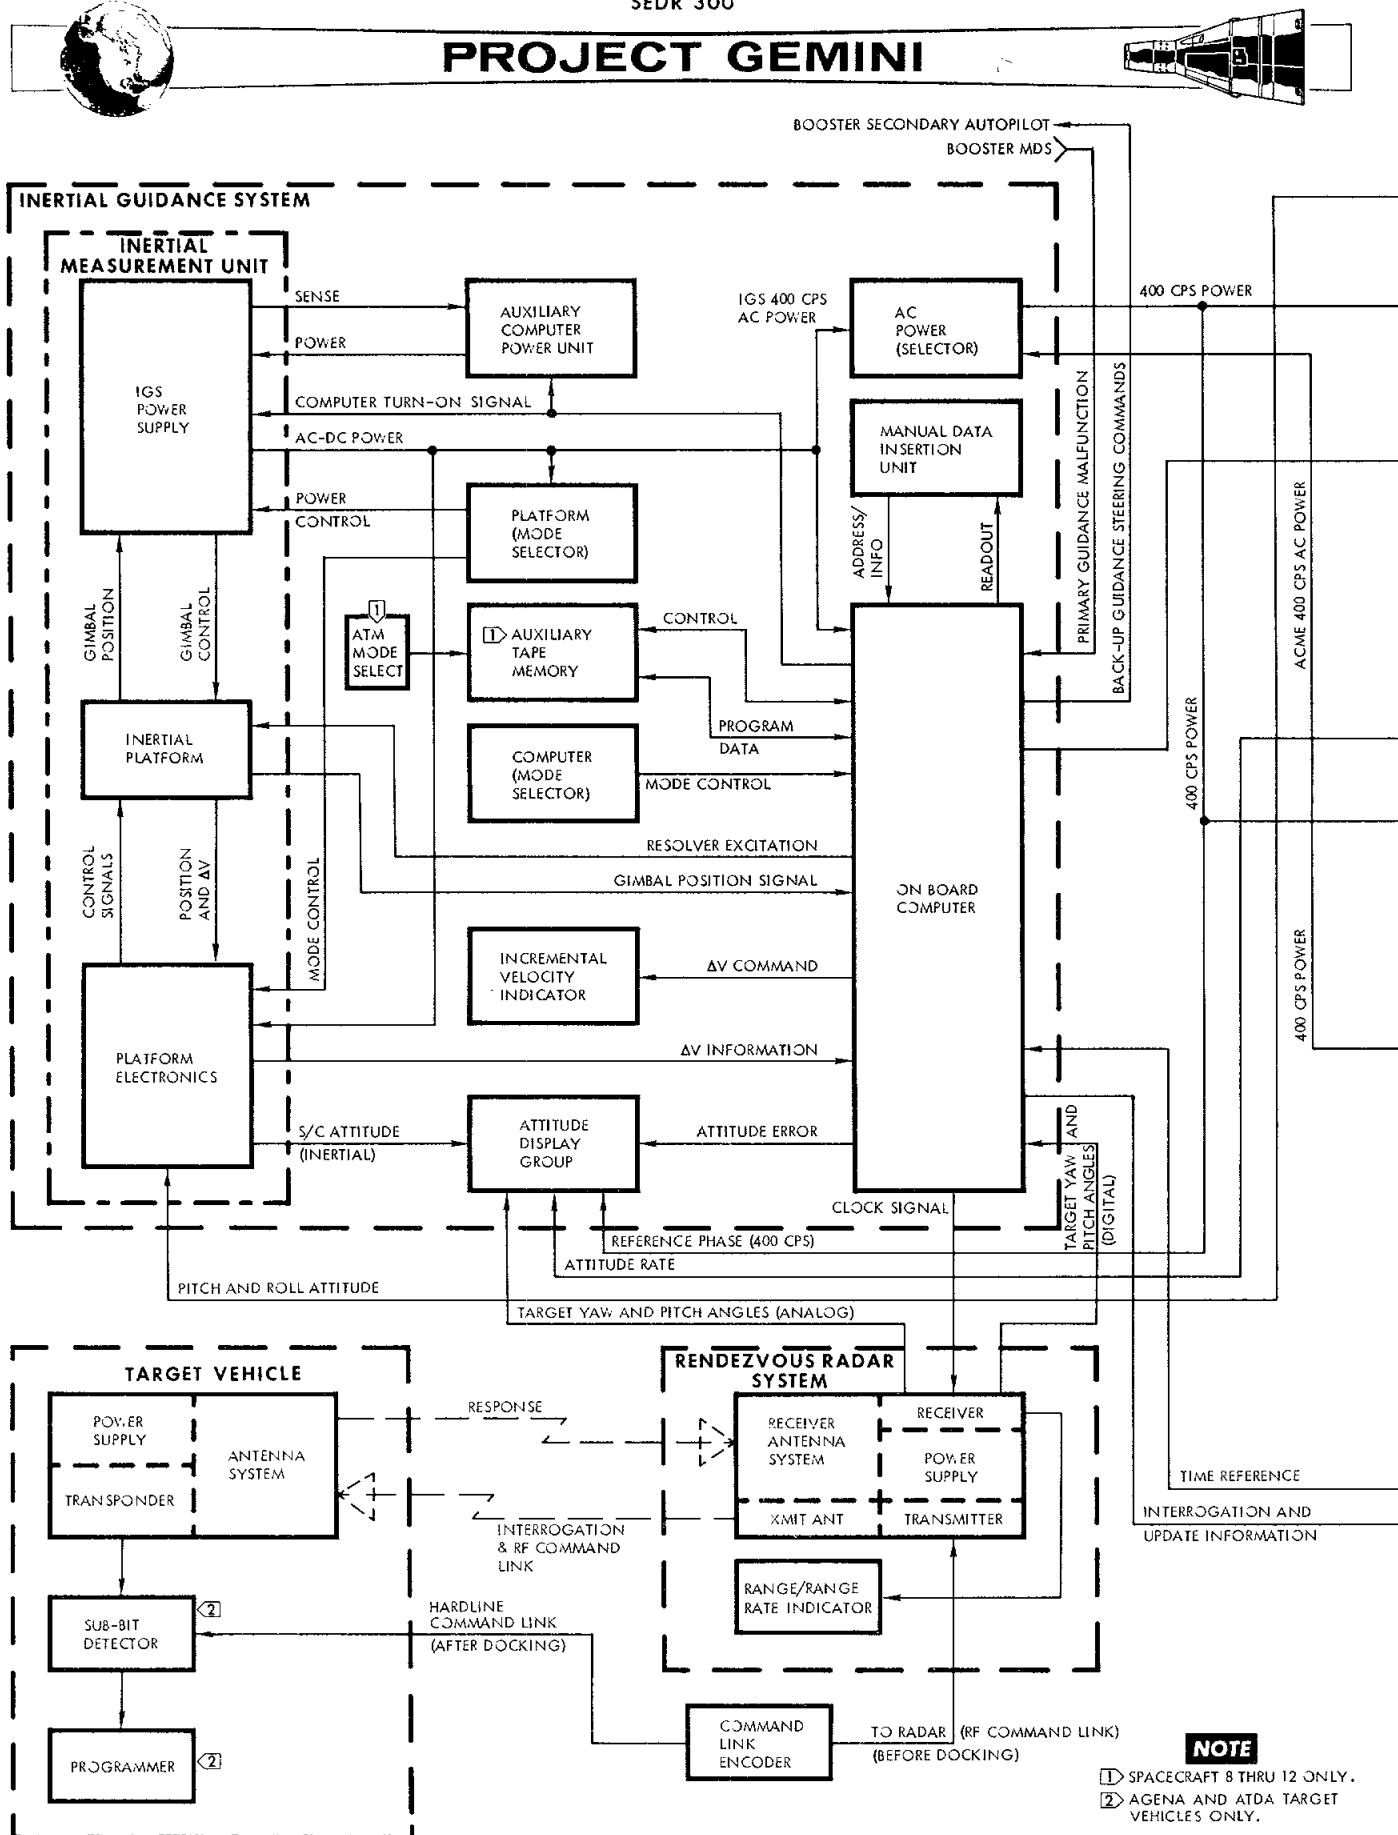 SEDR 300
PROJECT GEMINI
BOOSTER SECONDARY AUTOPILOT
BOOSTER MDS
INERTIAL GUIDANCE SYSTEM
INERTIAL
MEASUREMENT UNIT
IGS
POWER
SUPPLY
SENSE
POWER
COMPUTER TURN-ON SIGNAL
AC-DC POWER
POWER
CONTROL
AUXILIARY
COMPUTER
POWER UNIT
IGS 400 CPS
AC POWER
AC
POWER
(SELECTOR)
400 CPS POWER
MANUAL DATA
INSERTION
UNIT
PLATFORM
(MODE
SELECTOR)
ADDRESS/
INFO
READOUT
PRIMARY GUIDANCE MALFUNCTION
BACK-UP GUIDANCE STEERING COMMANDS
ACME 400 CPS AC POWER
GIMBAL
POSITION
GIMBAL
CONTROL
1
ATM
MODE
SELECT
1 AUXILIARY
TAPE
MEMORY
CONTROL
PROGRAM
DATA
INERTIAL
PLATFORM
COMPUTER
(MODE
SELECTOR)
MODE CONTROL
400 CPS POWER
RESOLVER EXCITATION
GIMBAL POSITION SIGNAL
ON BOARD
COMPUTER
CONTROL
SIGNALS
POSITION
AND ΔV
MODE CONTROL
INCREMENTAL
VELOCITY
INDICATOR
ΔV COMMAND
400 CPS POWER
ΔV INFORMATION
PLATFORM
ELECTRONICS
S/C ATTITUDE
(INERTIAL)
ATTITUDE
DISPLAY
GROUP
ATTITUDE ERROR
CLOCK SIGNAL
TARGET YAW AND
PITCH ANGLES
(DIGITAL)
REFERENCE PHASE (400 CPS)
ATTITUDE RATE
PITCH AND ROLL ATTITUDE
TARGET YAW AND PITCH ANGLES (ANALOG)
TARGET VEHICLE
POWER
SUPPLY
TRANSPONDER
ANTENNA
SYSTEM
RESPONSE
INTERROGATION
& RF COMMAND
LINK
RENDEZVOUS RADAR
SYSTEM
RECEIVER
ANTENNA
SYSTEM
RECEIVER
POWER
SUPPLY
XMIT ANT
TRANSMITTER
RANGE/RANGE
RATE INDICATOR
TIME REFERENCE
INTERROGATION AND
UPDATE INFORMATION
SUB-BIT
DETECTOR
2
HARDLINE
COMMAND LINK
(AFTER DOCKING)
PROGRAMMER
2
COMMAND
LINK
ENCODER
TO RADAR (RF COMMAND LINK)
(BEFORE DOCKING)
NOTE
1 SPACECRAFT 8 THRU 12 ONLY.
2 AGENA AND ATDA TARGET
VEHICLES ONLY.